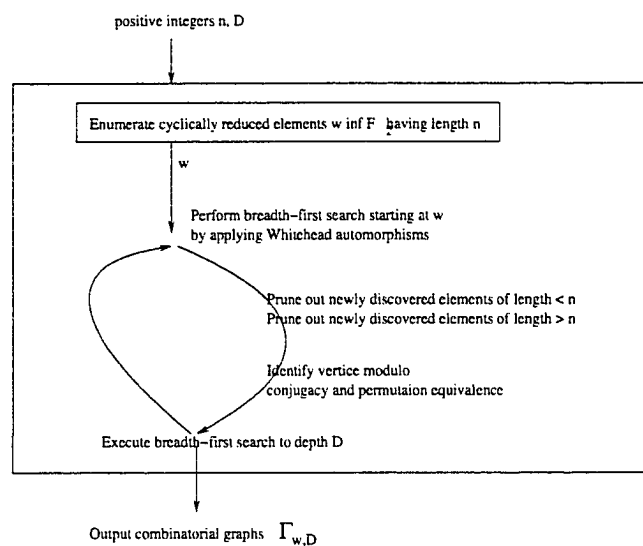 positive integers n, D
Enumerate cyclically reduced elements w inf F having length n
w
Perform breadth-first search starting at w
by applying Whitehead automorphisms
Prune out newly discovered elements of length < n
Prune out newly discovered elements of length > n
Identify vertice modulo
conjugacy and permutaion equivalence
Execute breadth-first search to depth D
Output combinatorial graphs Γw,D